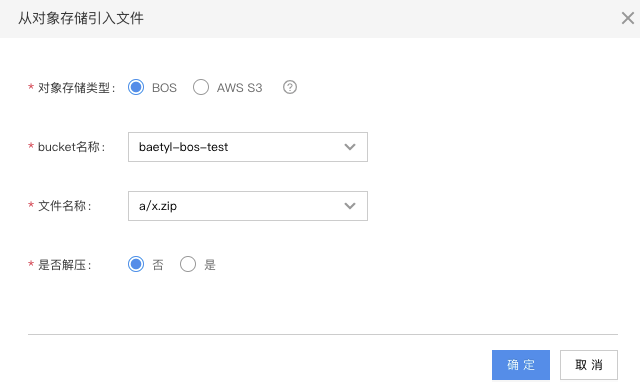 从对象存储引入文件
* 对象存储类型： BOS AWS S3 ?
* bucket名称： baetyl-bos-test
* 文件名称： a/x.zip
* 是否解压： 否 是
确定 取消